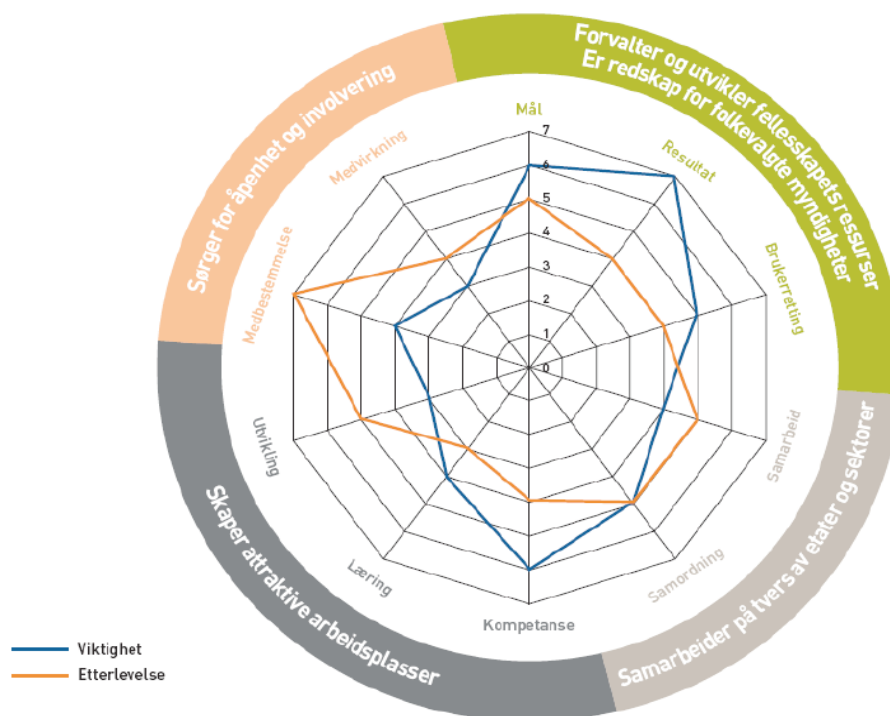 Forvalter og utvikler fellesskapets ressurser
Er redskap for folkevalgte myndigheter
Sørger for åpenhet og involvering
Mål
Medvirkning
Resultat
7
6
5
4
3
2
1
0
Medbestemmelse
Brukerretting
Utvikling
Samarbeid
Læring
Samordning
Kompetanse
Skaper attraktive arbeidsplasser
Samarbeider på tvers av etater og sektorer
Viktighet
Etterlevelse